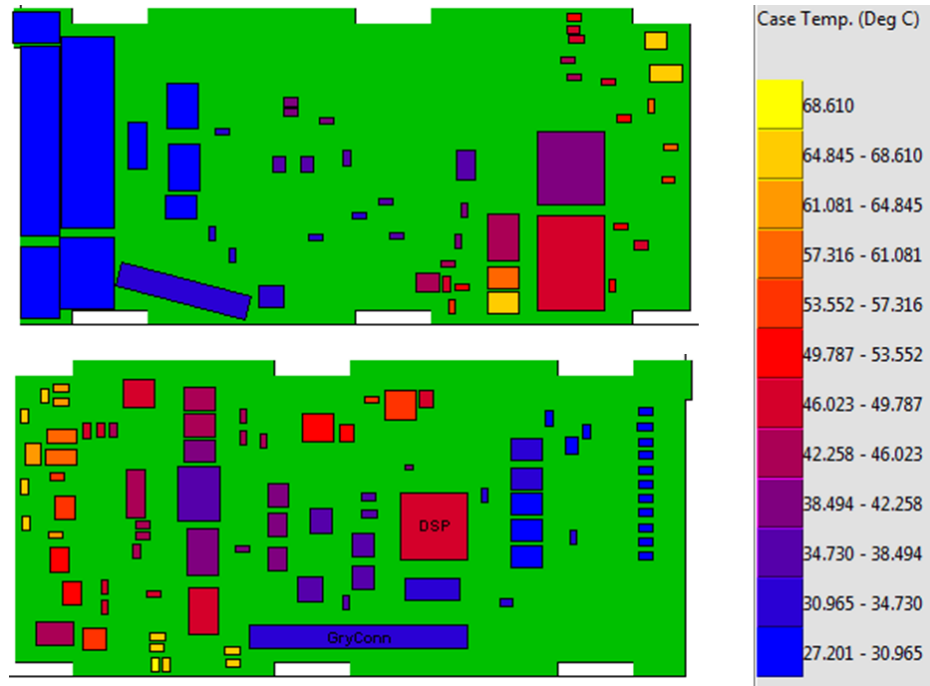 Case Temp. (Deg C)
68.610
64.845 - 68.610
61.081 - 64.845
57.316 - 61.081
53.552 - 57.316
49.787 - 53.552
46.023 - 49.787
42.258 - 46.023
38.494 - 42.258
34.730 - 38.494
30.965 - 34.730
27.201 - 30.965
DSP
GryConn